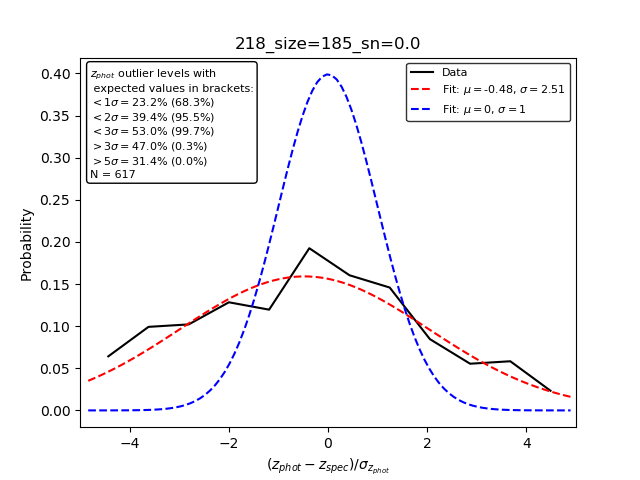 218_size=185_sn=0.0
z_phot outlier levels with
expected values in brackets:
< 1σ = 23.2% (68.3%)
< 2σ = 39.4% (95.5%)
< 3σ = 53.0% (99.7%)
> 3σ = 47.0% (0.3%)
> 5σ = 31.4% (0.0%)
N = 617
Data
Fit: μ = -0.48, σ = 2.51
Fit: μ = 0, σ = 1
0.40
0.35
0.30
0.25
0.20
0.15
0.10
0.05
0.00
Probability
−4 −2 0 2 4
(z_phot − z_spec)/σ_z_phot